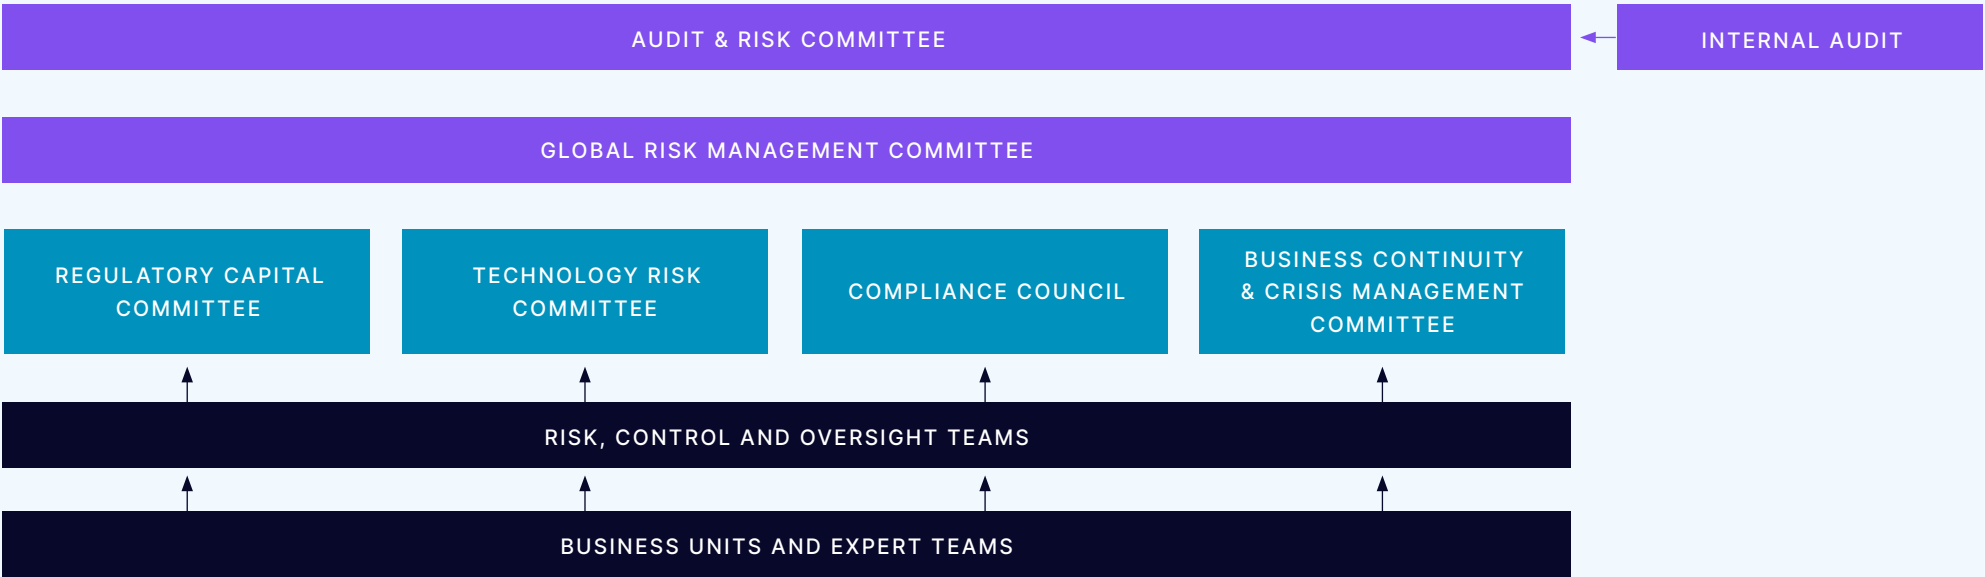 AUDIT & RISK COMMITTEE
INTERNAL AUDIT
GLOBAL RISK MANAGEMENT COMMITTEE
REGULATORY CAPITAL
COMMITTEE
TECHNOLOGY RISK
COMMITTEE
COMPLIANCE COUNCIL
BUSINESS CONTINUITY
& CRISIS MANAGEMENT
COMMITTEE
RISK, CONTROL AND OVERSIGHT TEAMS
BUSINESS UNITS AND EXPERT TEAMS